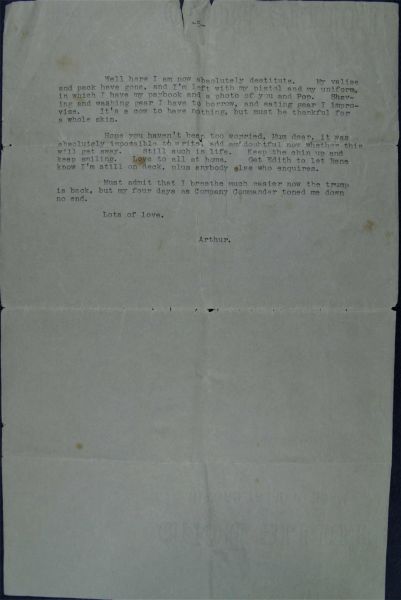 -5-
Well here I am now absolutely destitute. My valise
and pack have gone, and I'm left with my pistol and my uniform,
in which I have my paybook and a photo of you and Pop. Shav-
ing and washing gear I have to borrow, and eating gear I impro-
vise. It's a cow to have nothing, but must be thankful for
a whole skin.
Hope you haven't been too worried, Mum dear, it was
absolutely impossible to write, and am doubtful now whether this
will get away. Still such is life. Keep the chin up and
keep smiling. Love to all at home. Get Edith to let Rene
know I'm still on deck, plus anybody else who enquires.
Must admit that I breathe much easier now the trump
is back, but my four days as Company Commander toned me down
no end.
Lots of love.
Arthur.